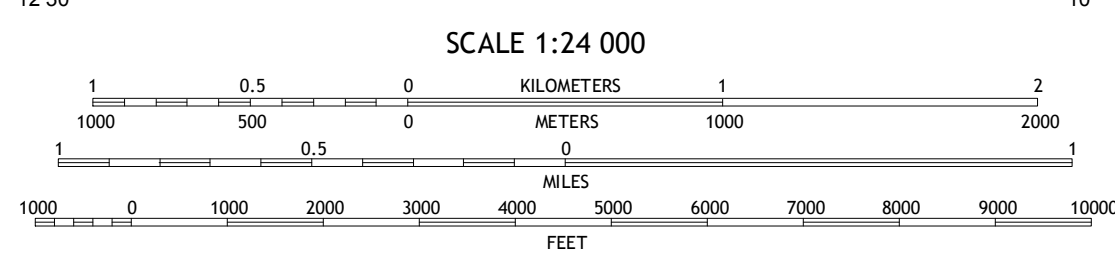 SCALE 1:24 000
1 0.5 0 KILOMETERS 1 2
1000 500 0 METERS 1000 2000
1 0.5 0 1
MILES
1000 0 1000 2000 3000 4000 5000 6000 7000 8000 9000 10000
FEET